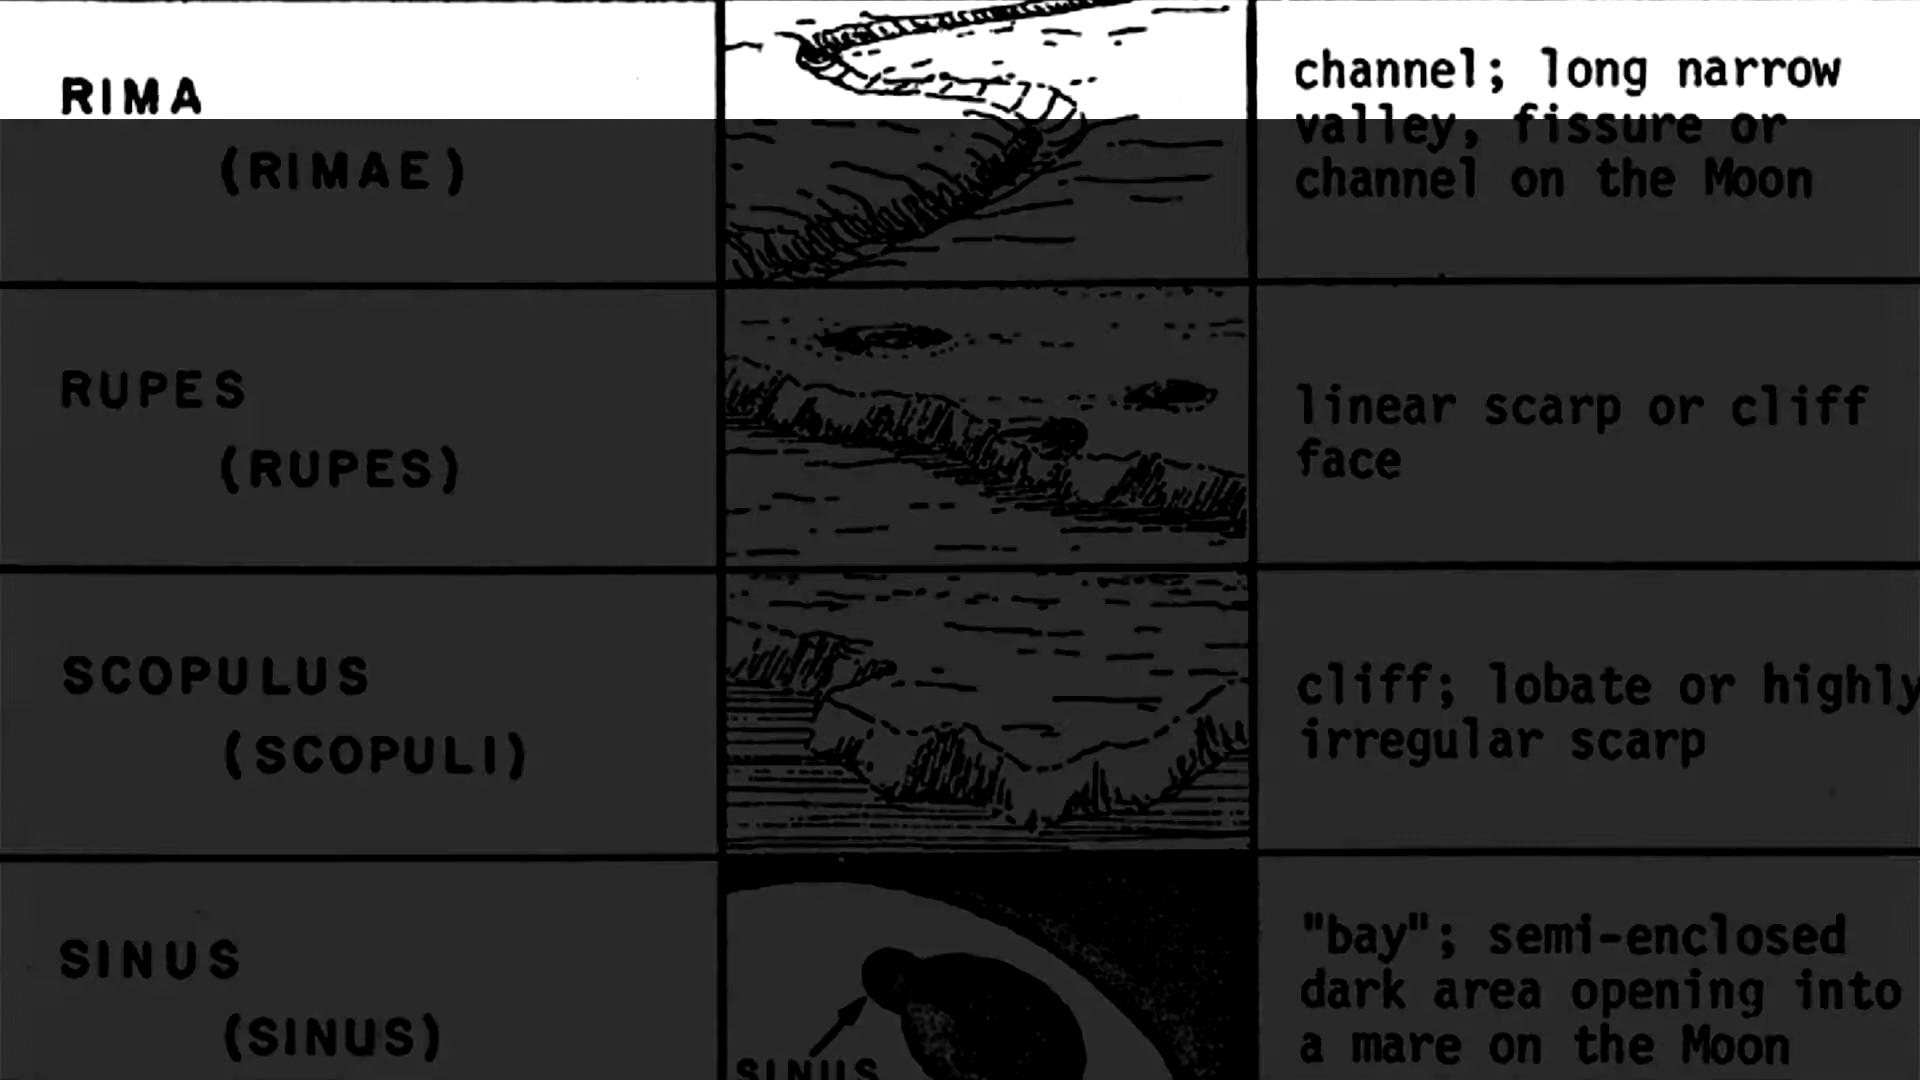 RIMA
(RIMAE)
channel; long narrow
valley, fissure or
channel on the Moon
RUPES
(RUPES)
linear scarp or cliff
face
SCOPULUS
(SCOPULI)
cliff; lobate or highly
irregular scarp
SINUS
(SINUS)
SINUS
"bay"; semi-enclosed
dark area opening into
a mare on the Moon